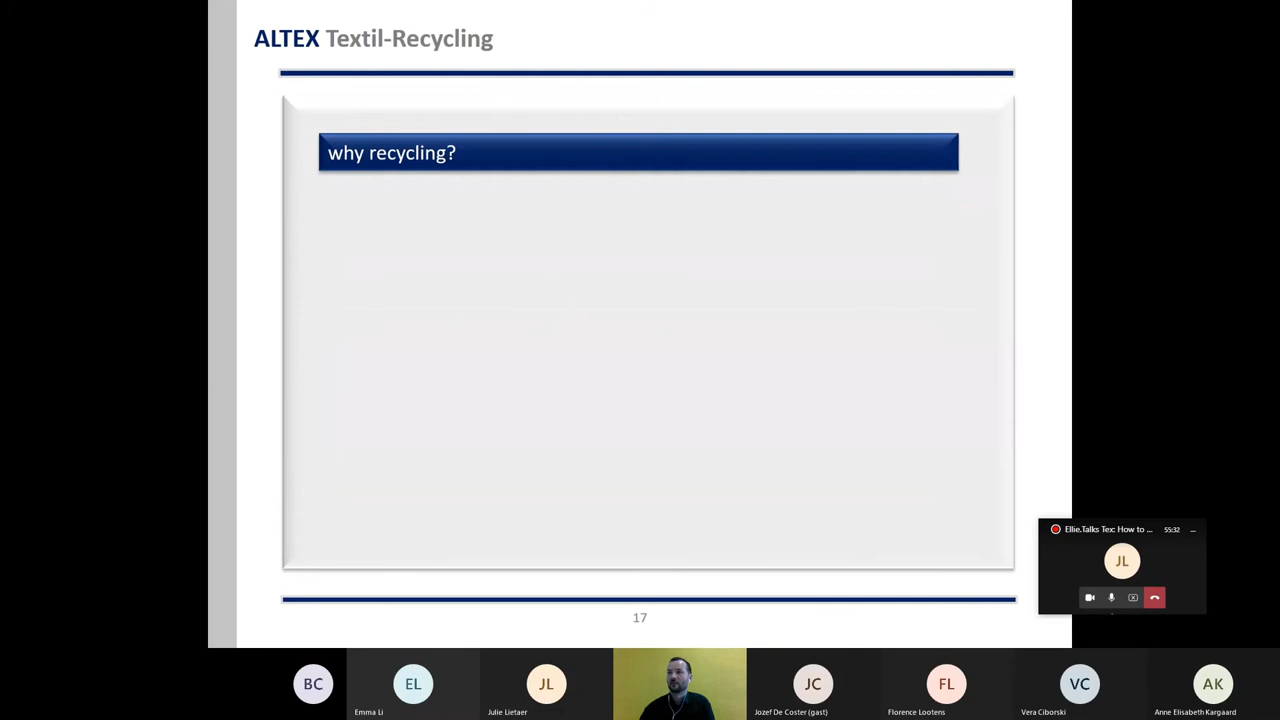 ALTEX Textil-Recycling
why recycling?
Ellie.Talks Tex: How to ... 55:32
JL
17
BC
EL
JL
JC
FL
VC
AK
Emma Li
Julie Lietaer
Jozef De Coster (gast)
Florence Lootens
Vera Ciborski
Anne Elisabeth Kargaard